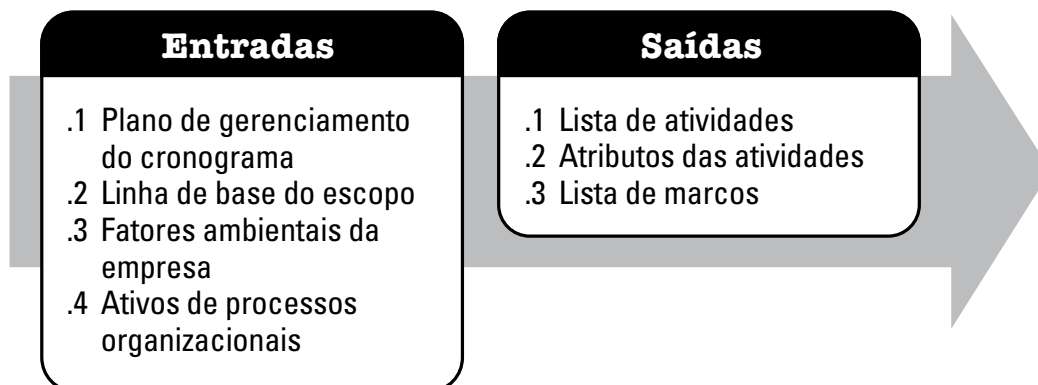 Entradas
.1 Plano de gerenciamento
do cronograma
.2 Linha de base do escopo
.3 Fatores ambientais da
empresa
.4 Ativos de processos
organizacionais
Saídas
.1 Lista de atividades
.2 Atributos das atividades
.3 Lista de marcos